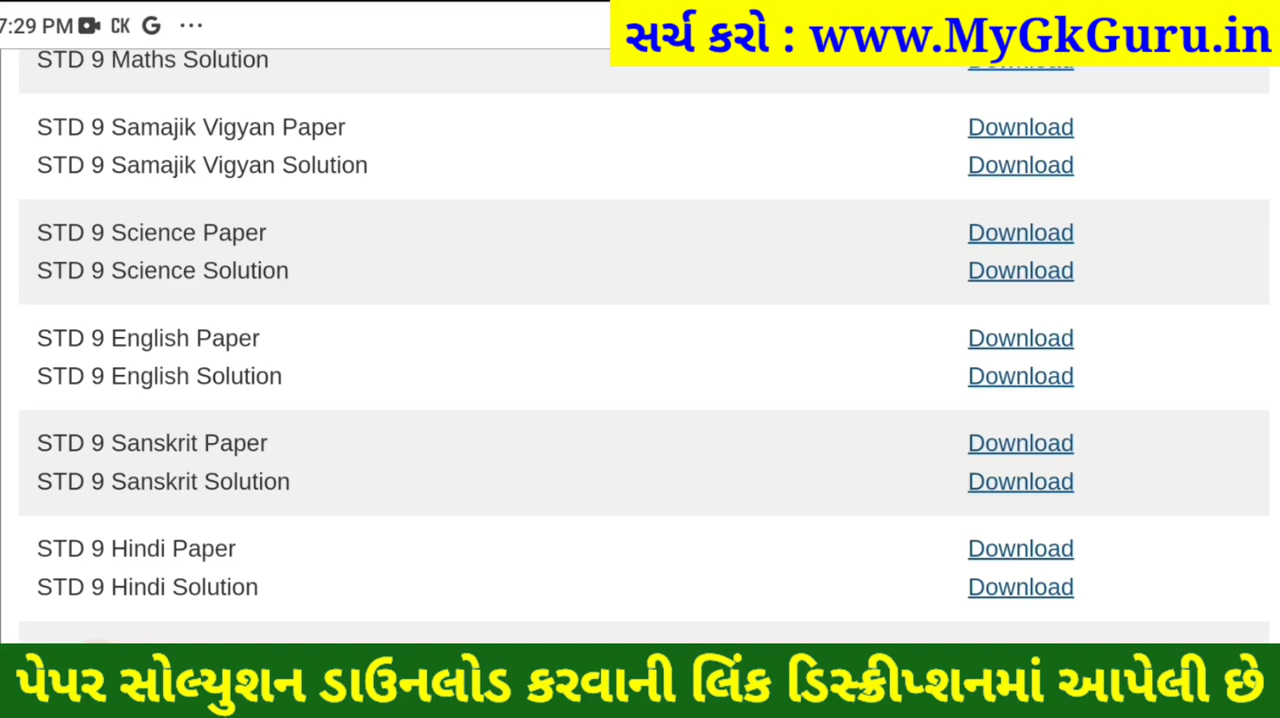 7:29 PM CK G ...
સર્ચ કરો : www.MyGkGuru.in
STD 9 Maths Solution Download
STD 9 Samajik Vigyan Paper Download
STD 9 Samajik Vigyan Solution Download
STD 9 Science Paper Download
STD 9 Science Solution Download
STD 9 English Paper Download
STD 9 English Solution Download
STD 9 Sanskrit Paper Download
STD 9 Sanskrit Solution Download
STD 9 Hindi Paper Download
STD 9 Hindi Solution Download
પેપર સોલ્યુશન ડાઉનલોડ કરવાની લિંક ડિસ્ક્રીપ્શનમાં આપેલી છે